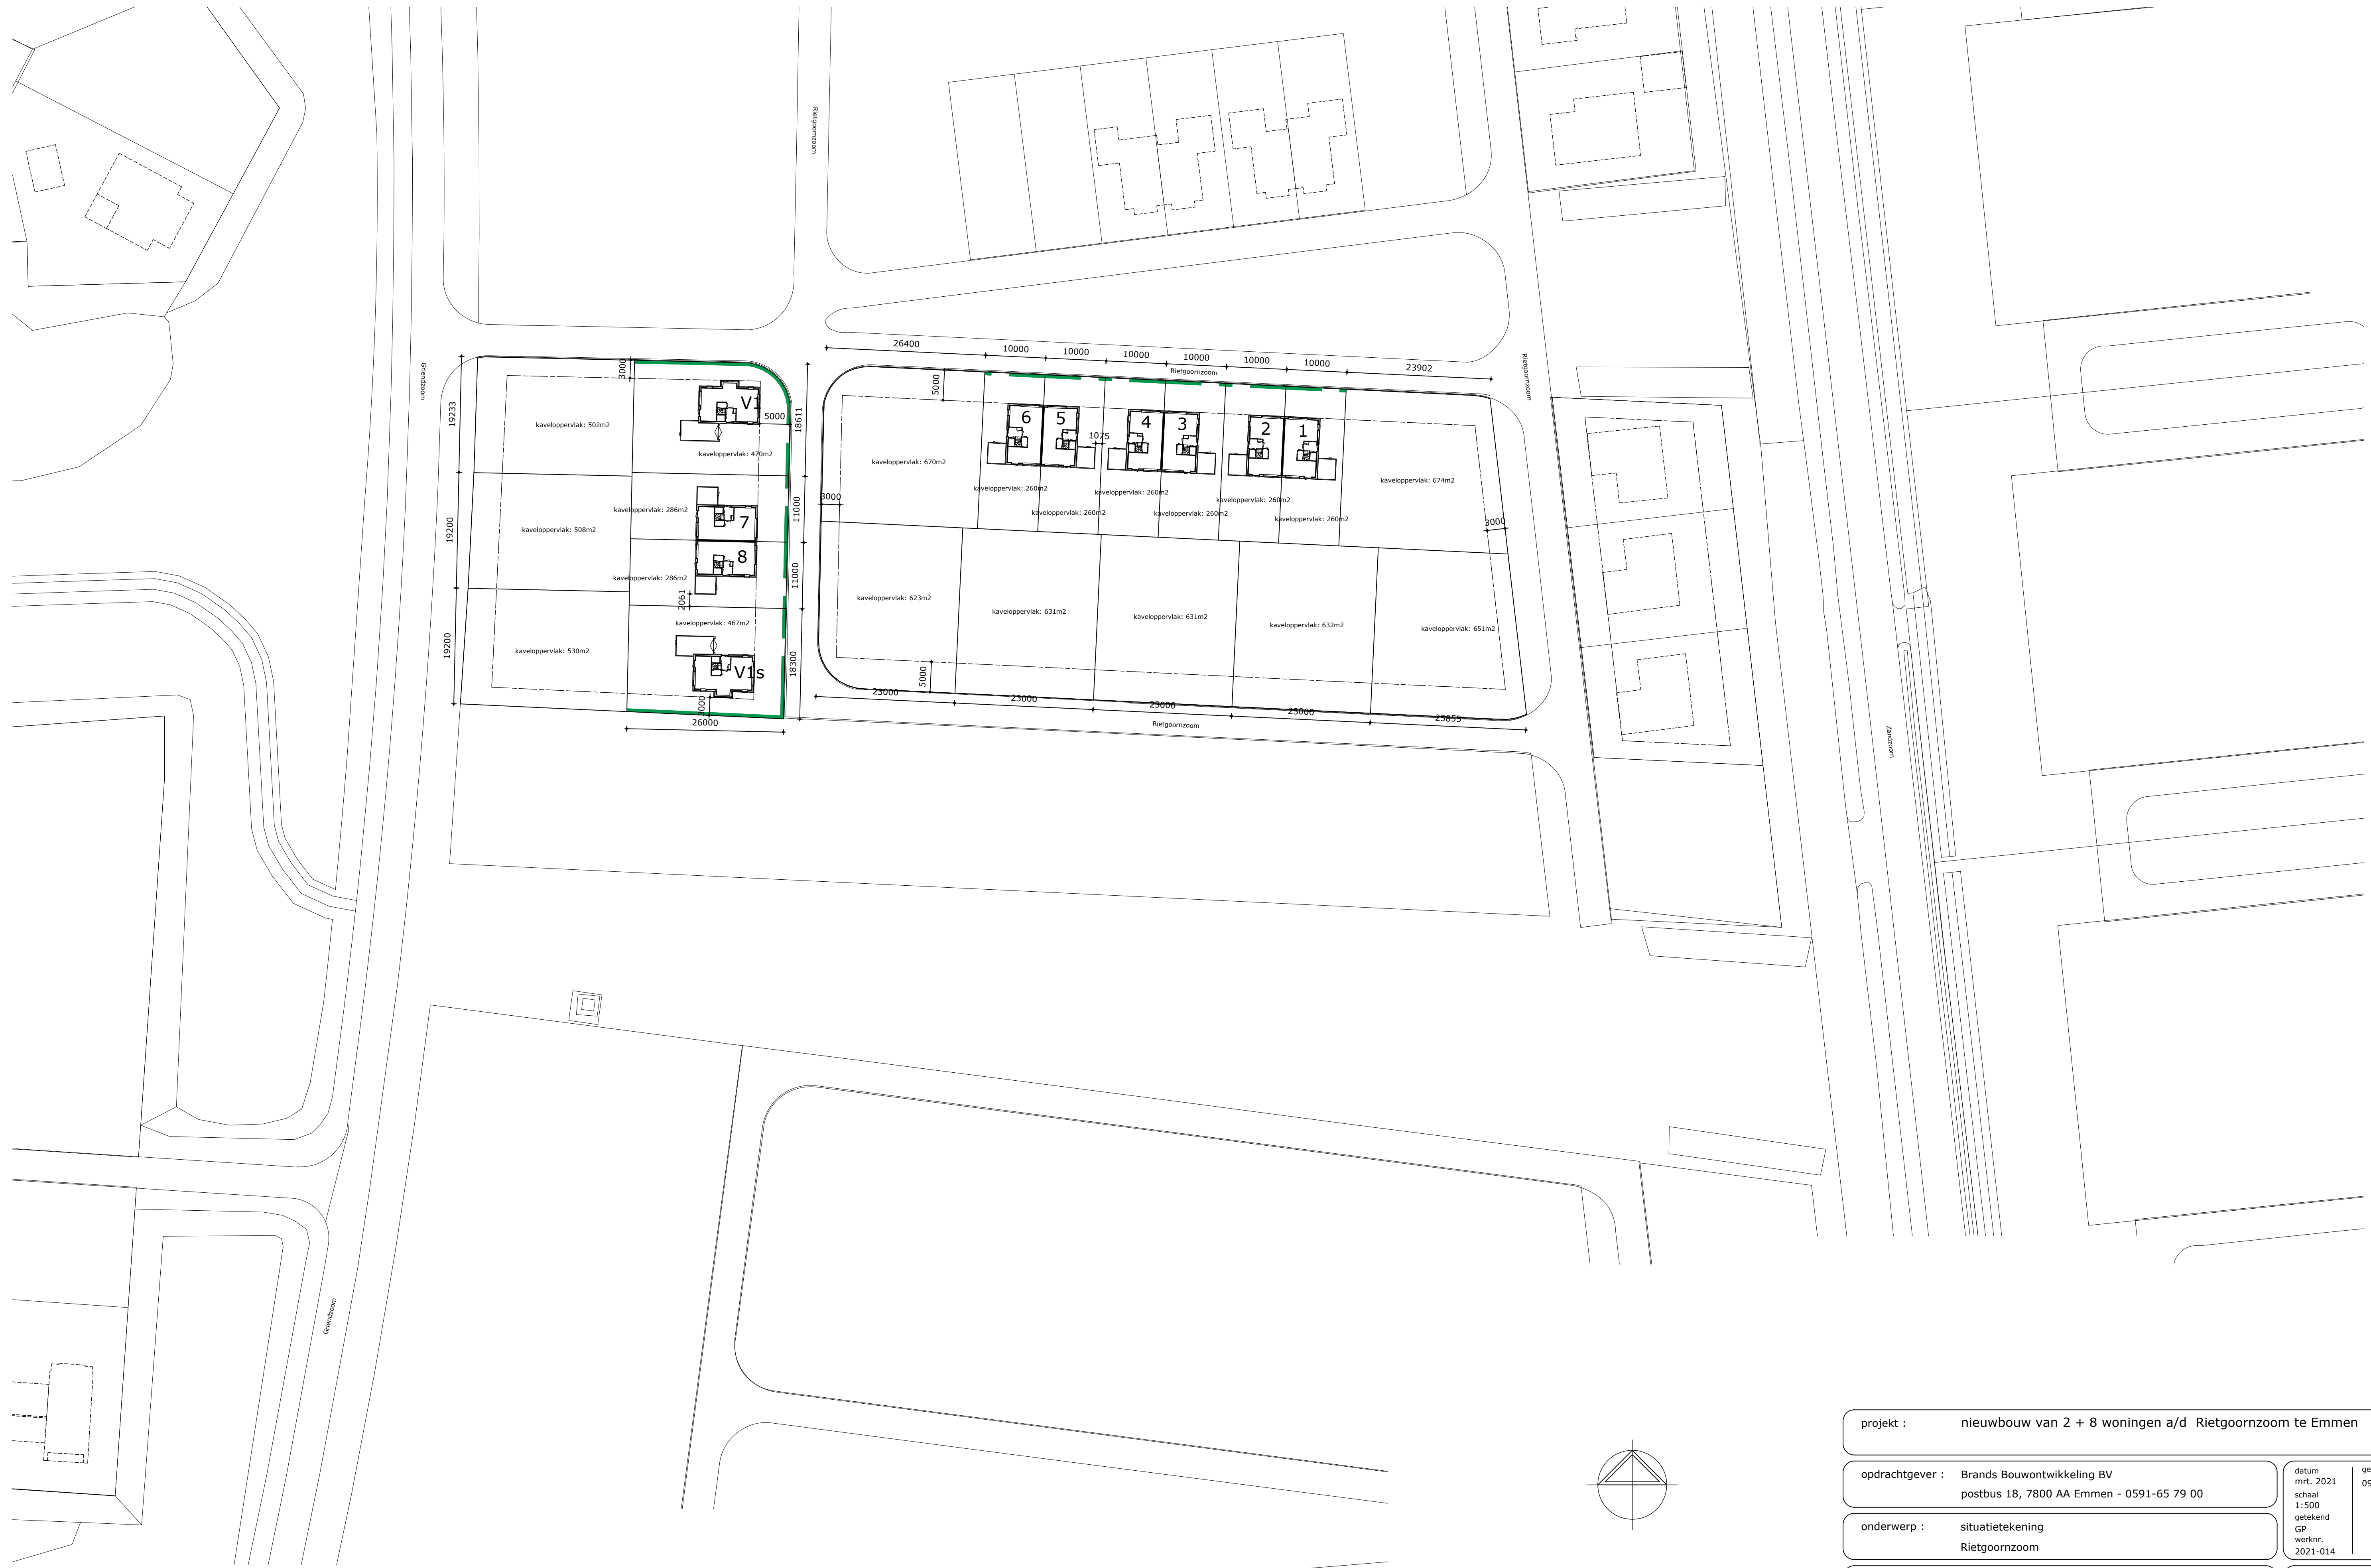 Rietgoornzoom
Griendzoom
Rietgoornzoom
26400
10000
10000
10000
10000
10000
10000
23902
Rietgoornzoom
3000
5000
19233
V1
5000
18611
kaveloppervlak: 502m2
kaveloppervlak: 470m2
6
5
4
3
2
1
1075
kaveloppervlak: 670m2
kaveloppervlak: 674m2
kaveloppervlak: 260m2
kaveloppervlak: 260m2
kaveloppervlak: 260m2
kaveloppervlak: 260m2
kaveloppervlak: 260m2
kaveloppervlak: 260m2
3000
3000
19200
kaveloppervlak: 286m2
7
11000
kaveloppervlak: 508m2
8
kaveloppervlak: 286m2
11000
2061
kaveloppervlak: 623m2
kaveloppervlak: 631m2
kaveloppervlak: 631m2
kaveloppervlak: 632m2
kaveloppervlak: 651m2
kaveloppervlak: 467m2
19200
kaveloppervlak: 530m2
V1s
18300
5000
3000
26000
23000
23000
23000
23000
25855
Rietgoornzoom
Zandzoom
Griendzoom
projekt : nieuwbouw van 2 + 8 woningen a/d Rietgoornzoom te Emmen
opdrachtgever : Brands Bouwontwikkeling BV
postbus 18, 7800 AA Emmen - 0591-65 79 00
onderwerp : situatietekening
Rietgoornzoom
datum
mrt. 2021
schaal
1:500
getekend
GP
werknr.
2021-014
ge
09